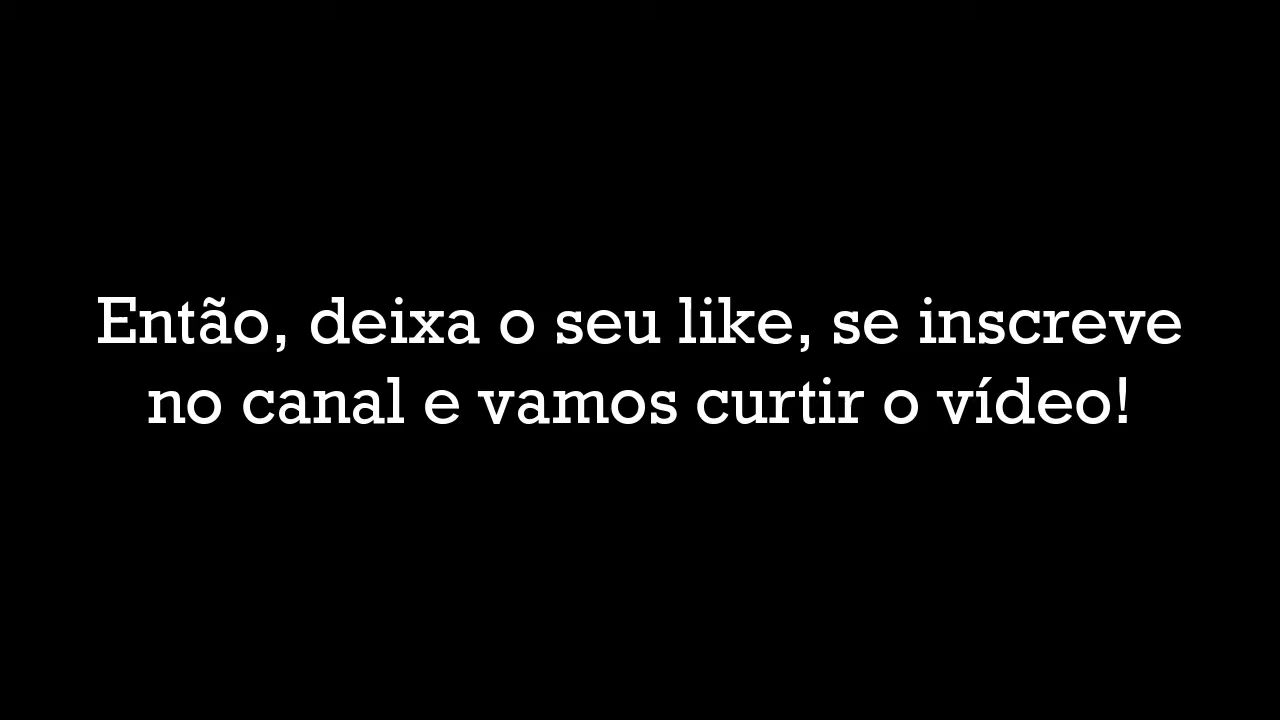 Então, deixa o seu like, se inscreve
no canal e vamos curtir o vídeo!